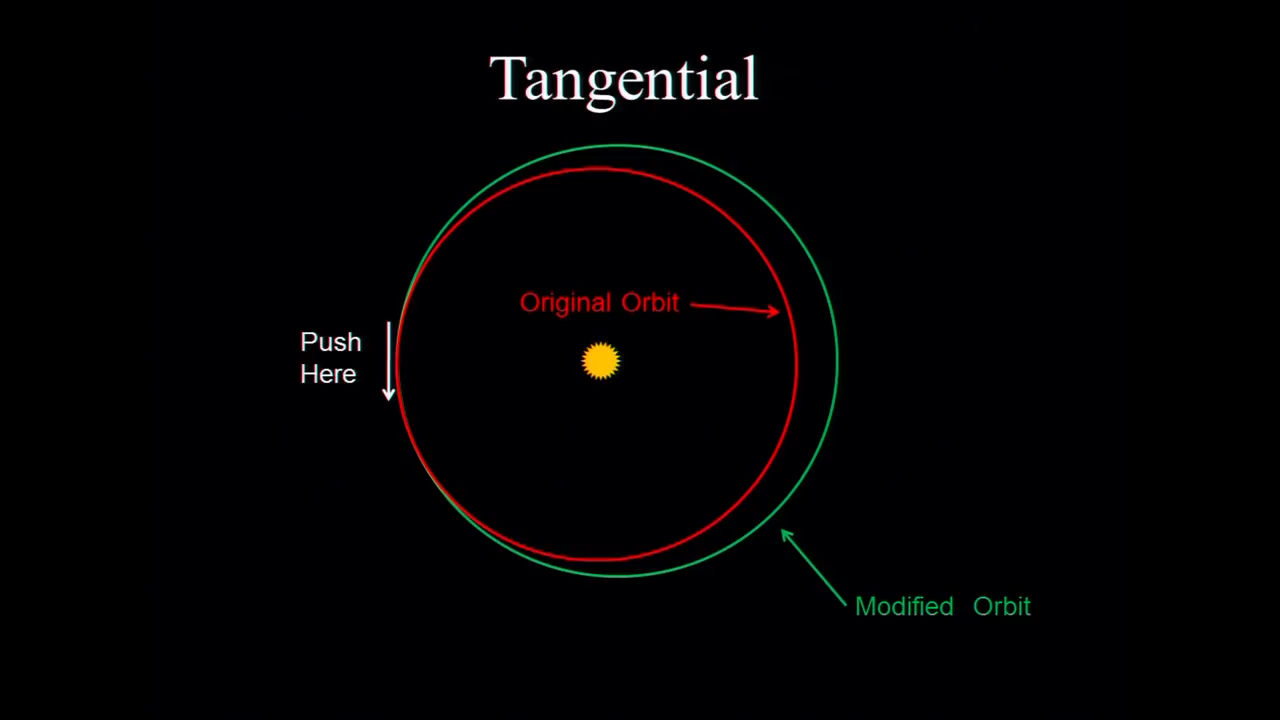 Tangential
Original Orbit
Push
Here
Modified Orbit